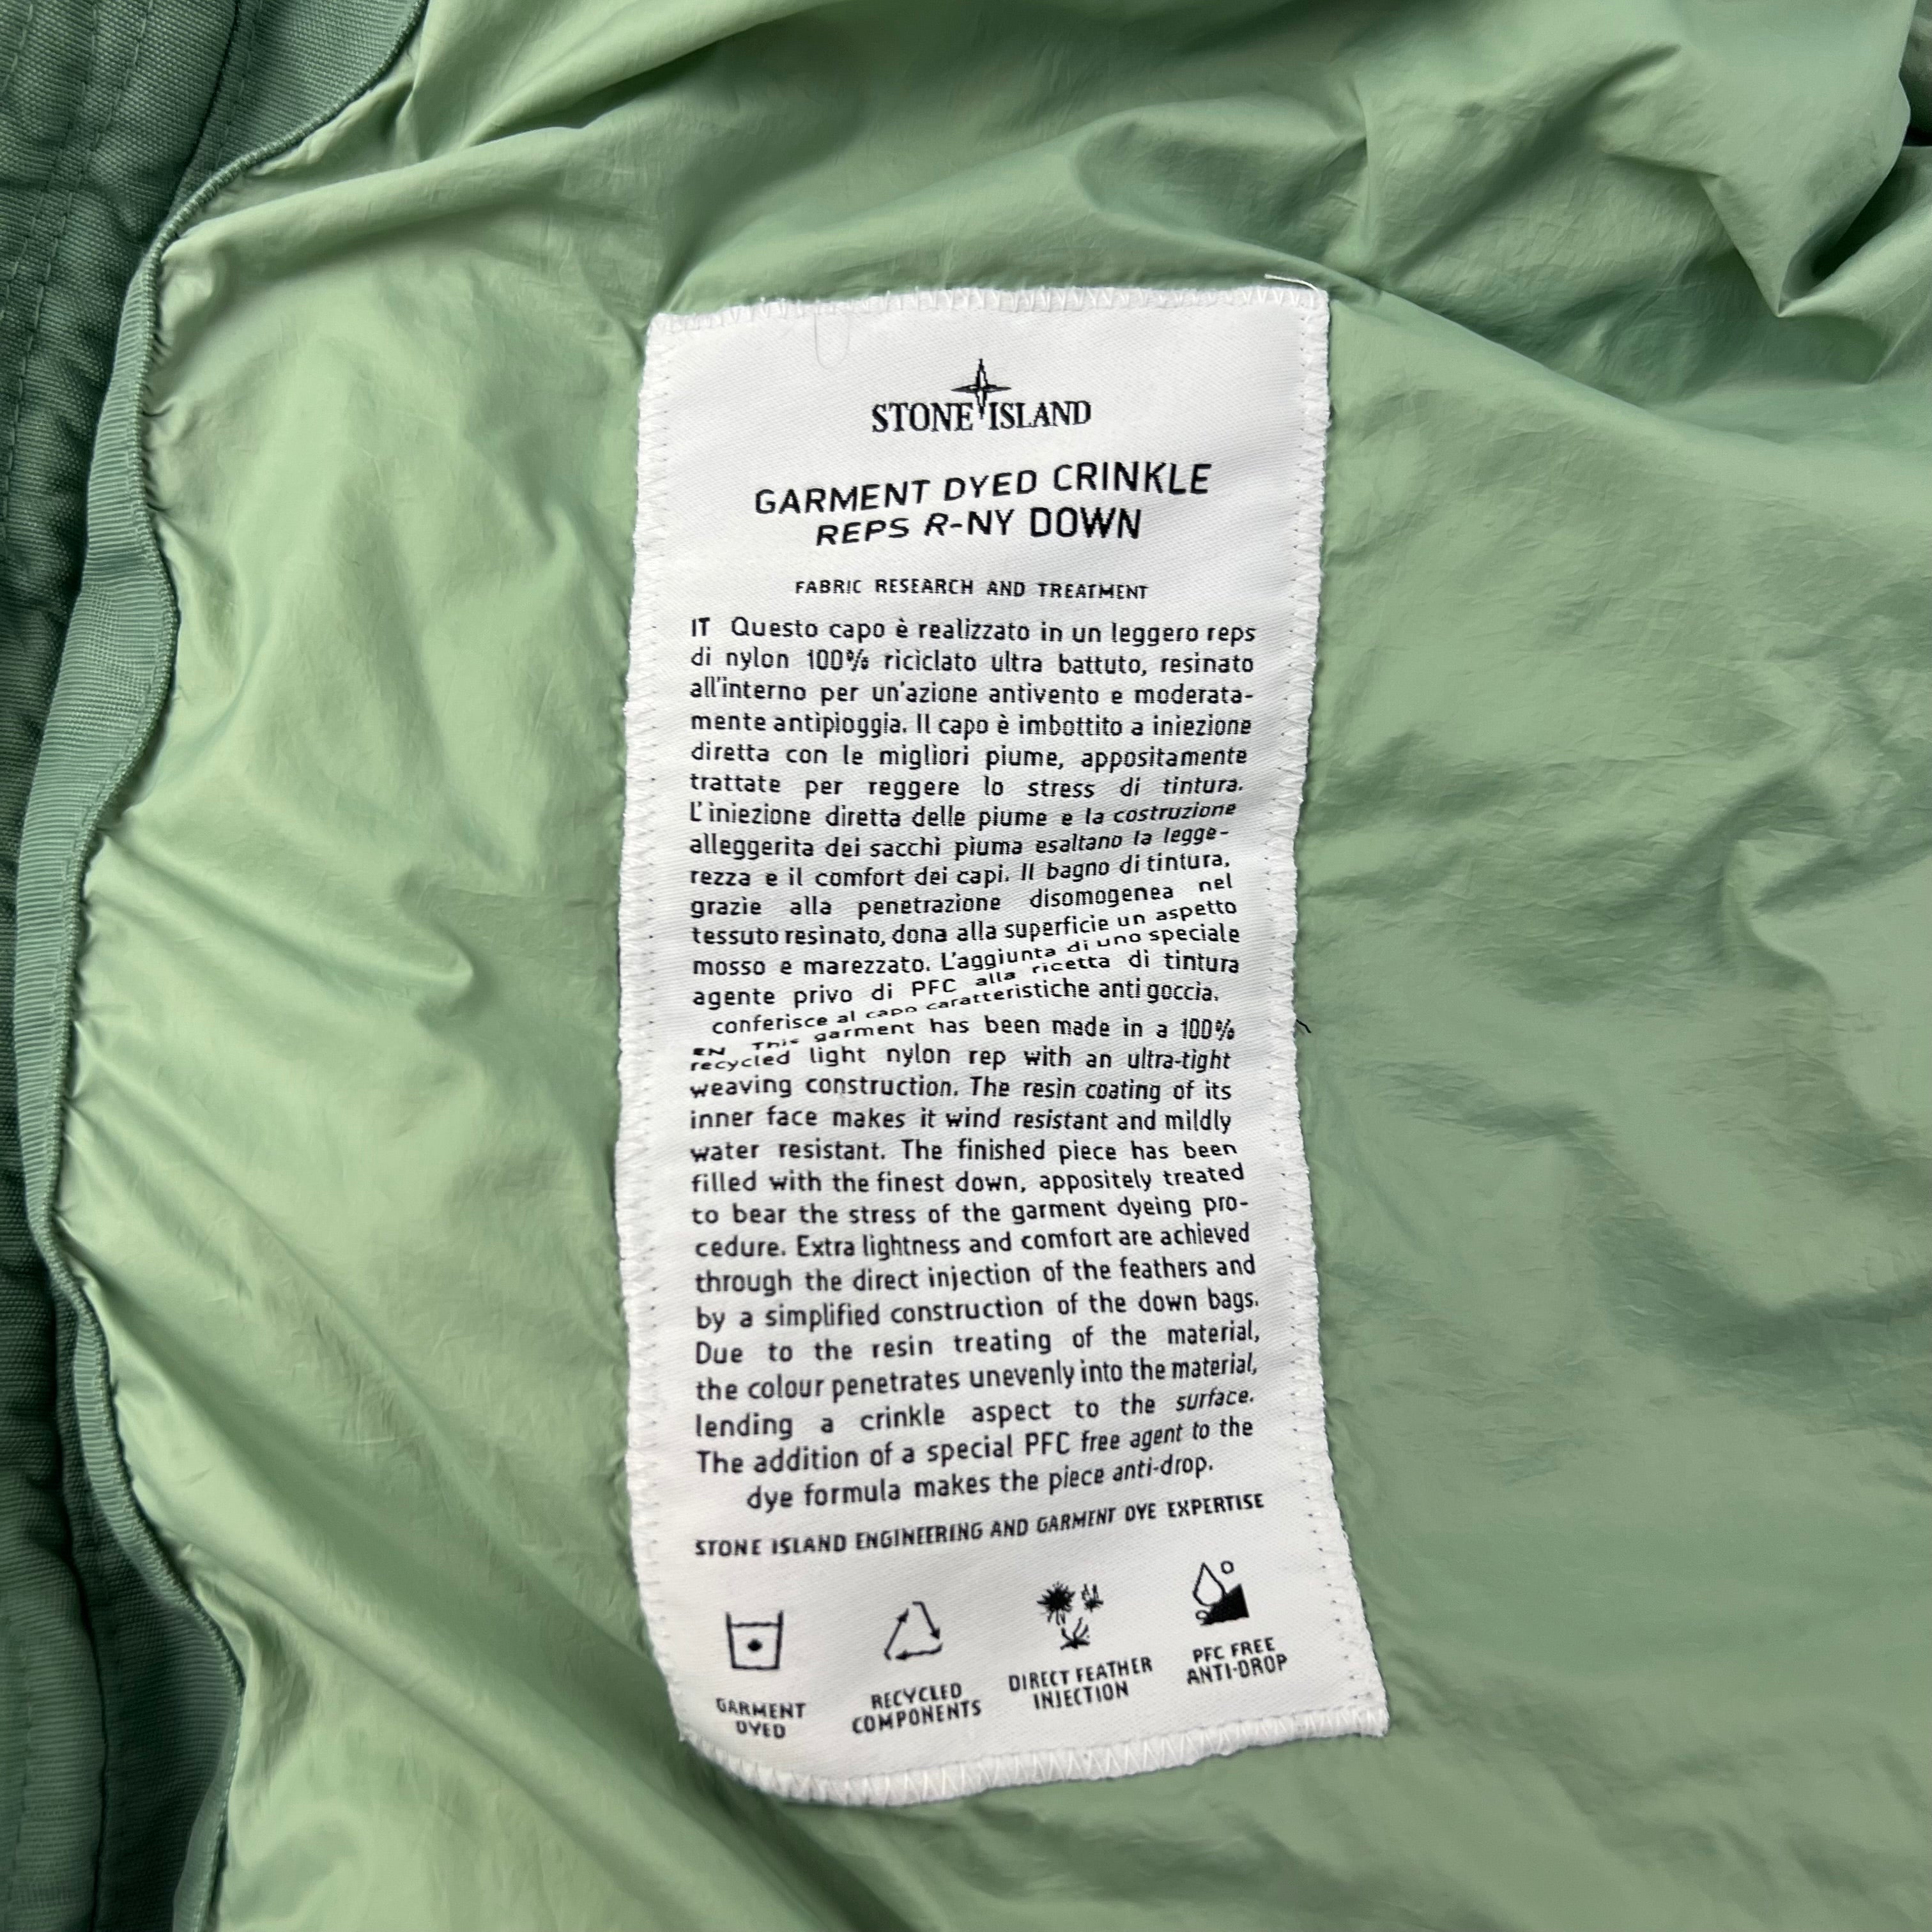 STONE ISLAND
GARMENT DYED CRINKLE
REPS R-NY DOWN
FABRIC RESEARCH AND TREATMENT
IT Questo capo è realizzato in un leggero reps
di nylon 100% riciclato ultra battuto, resinato
all'interno per un'azione antivento e moderata-
mente antipioggia. Il capo è imbottito a iniezione
diretta con le migliori piume, appositamente
trattate per reggere lo stress di tintura.
L'iniezione diretta delle piume e la costruzione
alleggerita dei sacchi piuma esaltano la legge-
rezza e il comfort dei capi. Il bagno di tintura,
grazie alla penetrazione disomogenea nel
tessuto resinato, dona alla superficie un aspetto
mosso e marezzato. L'aggiunta di uno speciale
agente privo di PFC alla ricetta di tintura
conferisce al capo caratteristiche anti goccia.
EN This garment has been made in a 100%
recycled light nylon rep with an ultra-tight
weaving construction. The resin coating of its
inner face makes it wind resistant and mildly
water resistant. The finished piece has been
filled with the finest down, appositely treated
to bear the stress of the garment dyeing pro-
cedure. Extra lightness and comfort are achieved
through the direct injection of the feathers and
by a simplified construction of the down bags.
Due to the resin treating of the material,
the colour penetrates unevenly into the material,
lending a crinkle aspect to the surface.
The addition of a special PFC free agent to the
dye formula makes the piece anti-drop.
STONE ISLAND ENGINEERING AND GARMENT DYE EXPERTISE
GARMENT
DYED
RECYCLED
COMPONENTS
DIRECT FEATHER
INJECTION
PFC FREE
ANTI-DROP